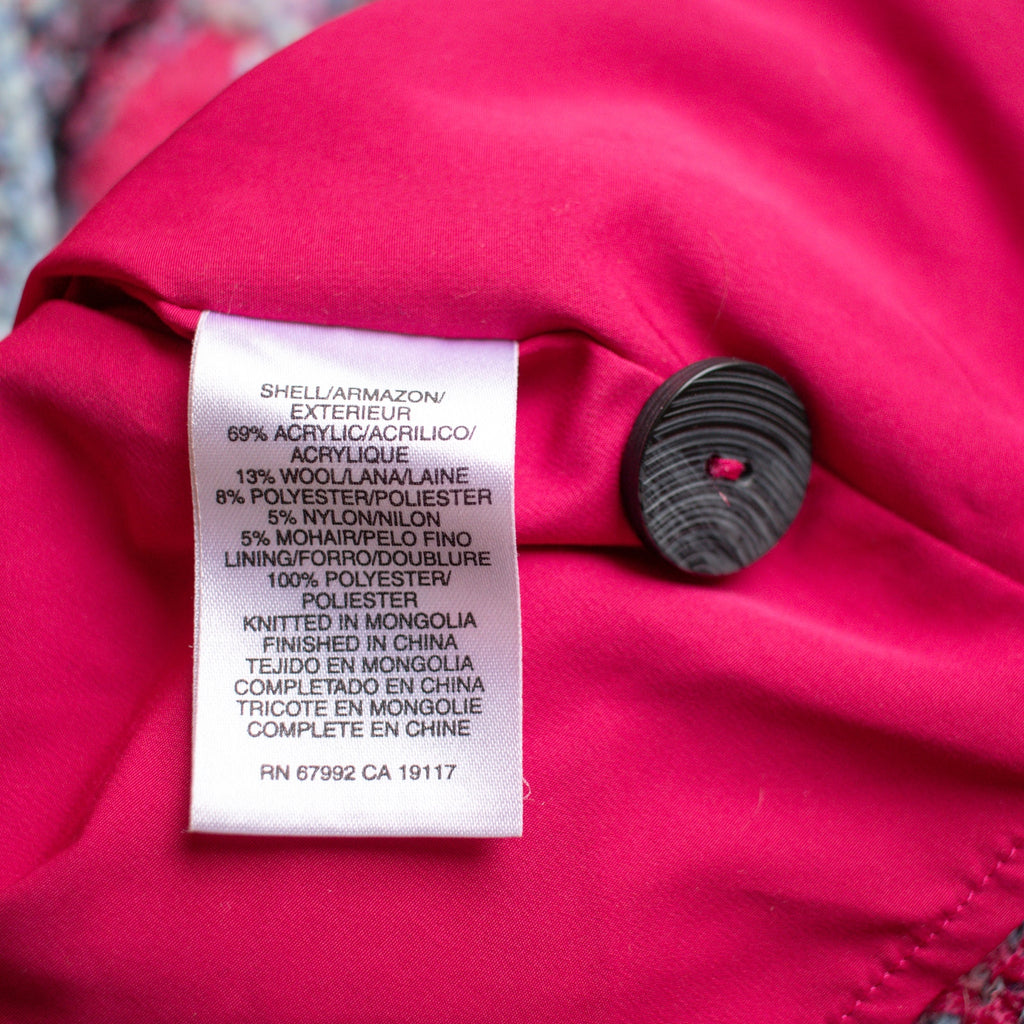 SHELL/ARMAZON/
EXTERIEUR
69% ACRYLIC/ACRILICO/
ACRYLIQUE
13% WOOL/LANA/LAINE
8% POLYESTER/POLIESTER
5% NYLON/NILON
5% MOHAIR/PELO FINO
LINING/FORRO/DOUBLURE
100% POLYESTER/
POLIESTER
KNITTED IN MONGOLIA
FINISHED IN CHINA
TEJIDO EN MONGOLIA
COMPLETADO EN CHINA
TRICOTE EN MONGOLIE
COMPLETE EN CHINE
RN 67992 CA 19117